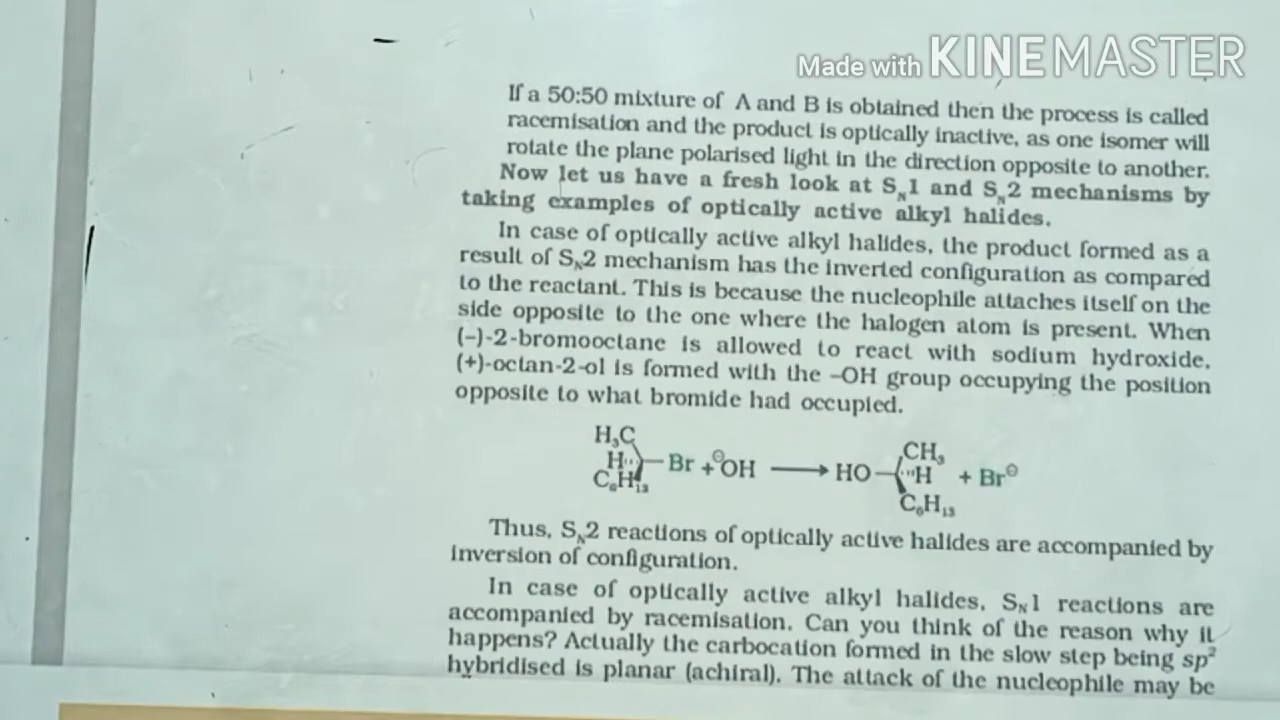 Made with KINEMASTER
If a 50:50 mixture of A and B is obtained then the process is called
racemisation and the product is optically inactive, as one isomer will
rotate the plane polarised light in the direction opposite to another.
Now let us have a fresh look at SN1 and SN2 mechanisms by
taking examples of optically active alkyl halides.
In case of optically active alkyl halides, the product formed as a
result of SN2 mechanism has the inverted configuration as compared
to the reactant. This is because the nucleophile attaches itself on the
side opposite to the one where the halogen atom is present. When
(–)-2-bromooctane is allowed to react with sodium hydroxide,
(+)-octan-2-ol is formed with the –OH group occupying the position
opposite to what bromide had occupied.
H₃C
H
C₆H₁₃
Br + ⊖OH ⟶ HO
CH₃
H
C₆H₁₃
+ Br⊖
Thus, SN2 reactions of optically active halides are accompanied by
inversion of configuration.
In case of optically active alkyl halides, SN1 reactions are
accompanied by racemisation. Can you think of the reason why it
happens? Actually the carbocation formed in the slow step being sp²
hybridised is planar (achiral). The attack of the nucleophile may be